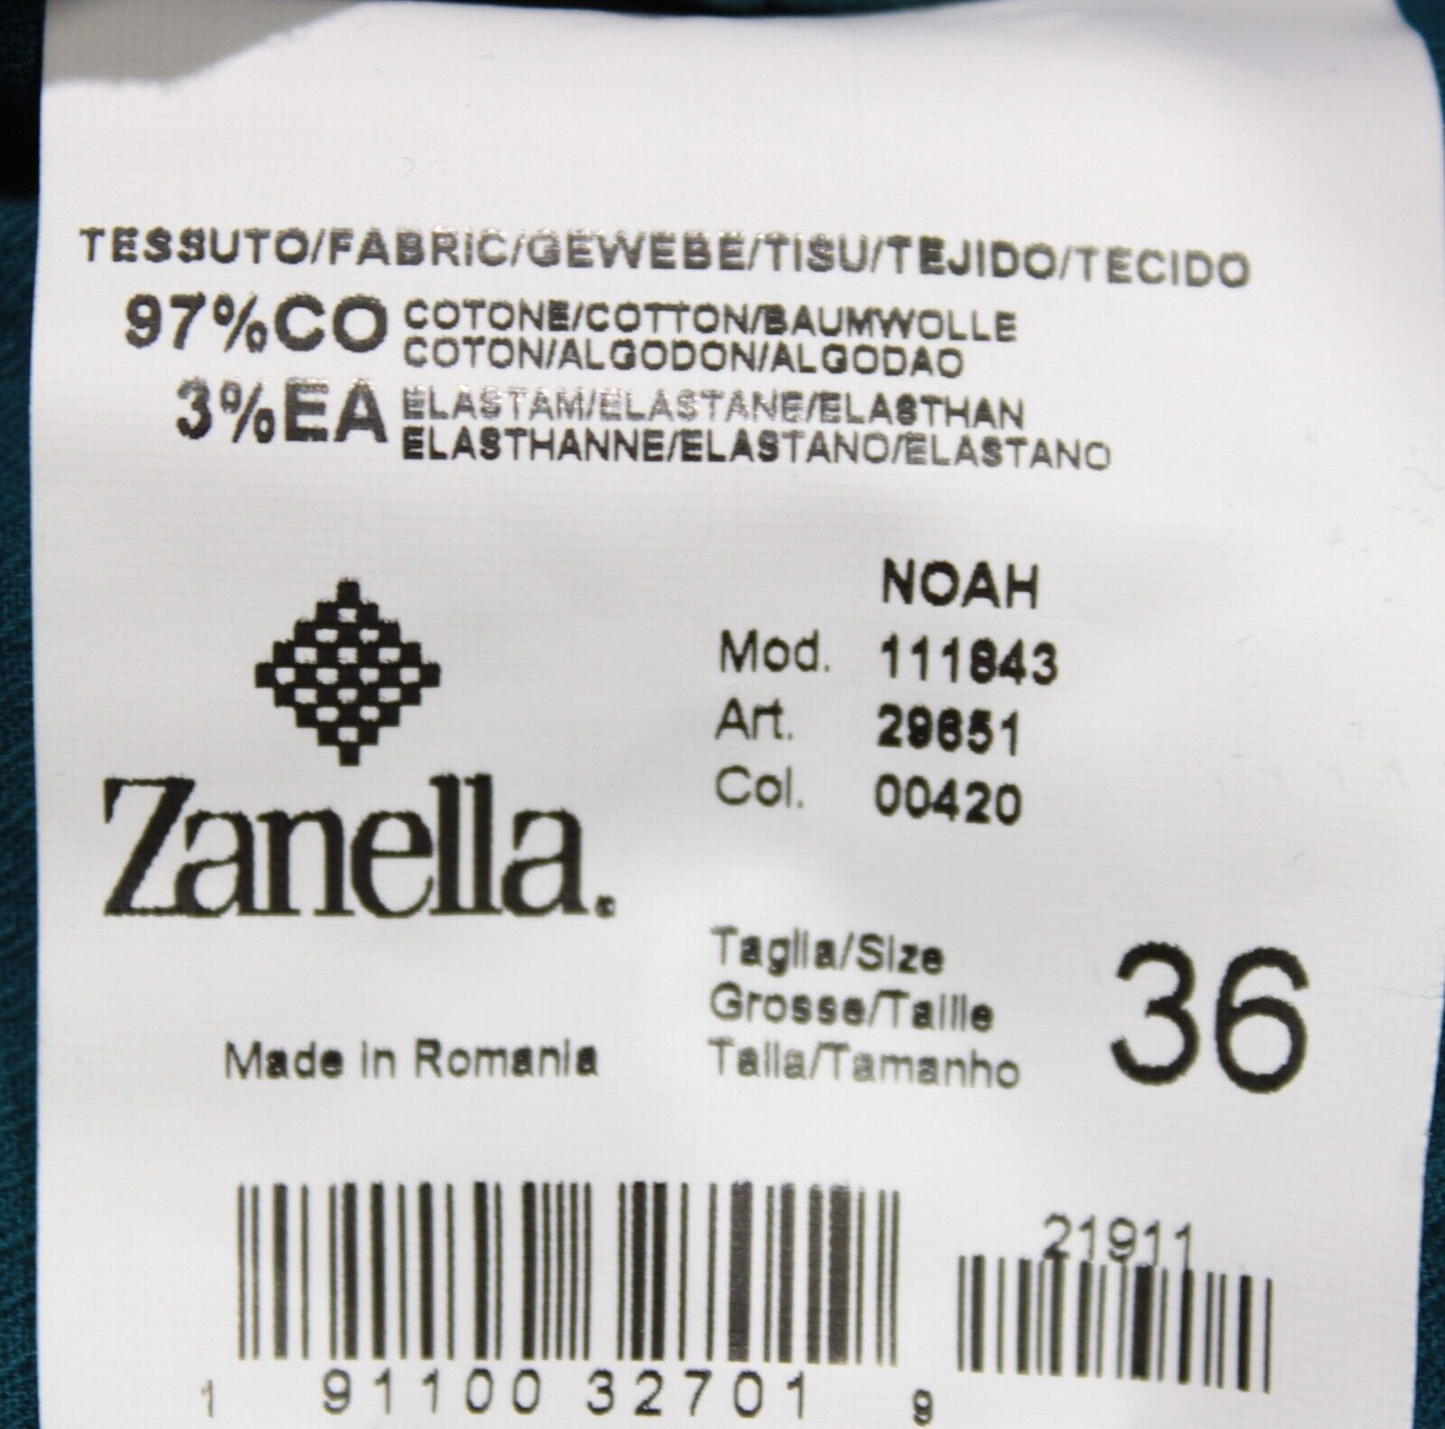 TESSUTO/FABRIC/GEWEBE/TISU/TEJIDO/TECIDO
97%CO COTONE/COTTON/BAUMWOLLE
COTON/ALGODON/ALGODAO
3%EA ELASTAM/ELASTANE/ELASTHAN
ELASTHANNE/ELASTANO/ELASTANO
NOAH
Mod. 111843
Art. 29651
Col. 00420
Zanella.
Taglia/Size
Grosse/Taille
Talla/Tamanho
36
Made in Romania
21911
1 91100 32701 9